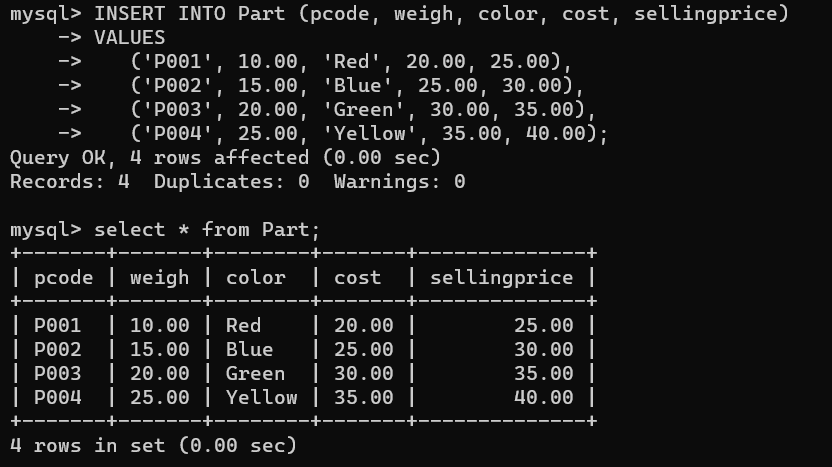 mysql> INSERT INTO Part (pcode, weigh, color, cost, sellingprice)
    -> VALUES
    ->    ('P001', 10.00, 'Red', 20.00, 25.00),
    ->    ('P002', 15.00, 'Blue', 25.00, 30.00),
    ->    ('P003', 20.00, 'Green', 30.00, 35.00),
    ->    ('P004', 25.00, 'Yellow', 35.00, 40.00);
Query OK, 4 rows affected (0.00 sec)
Records: 4  Duplicates: 0  Warnings: 0

mysql> select * from Part;
+-------+-------+--------+-------+--------------+
| pcode | weigh | color  | cost  | sellingprice |
+-------+-------+--------+-------+--------------+
| P001  | 10.00 | Red    | 20.00 |        25.00 |
| P002  | 15.00 | Blue   | 25.00 |        30.00 |
| P003  | 20.00 | Green  | 30.00 |        35.00 |
| P004  | 25.00 | Yellow | 35.00 |        40.00 |
+-------+-------+--------+-------+--------------+
4 rows in set (0.00 sec)